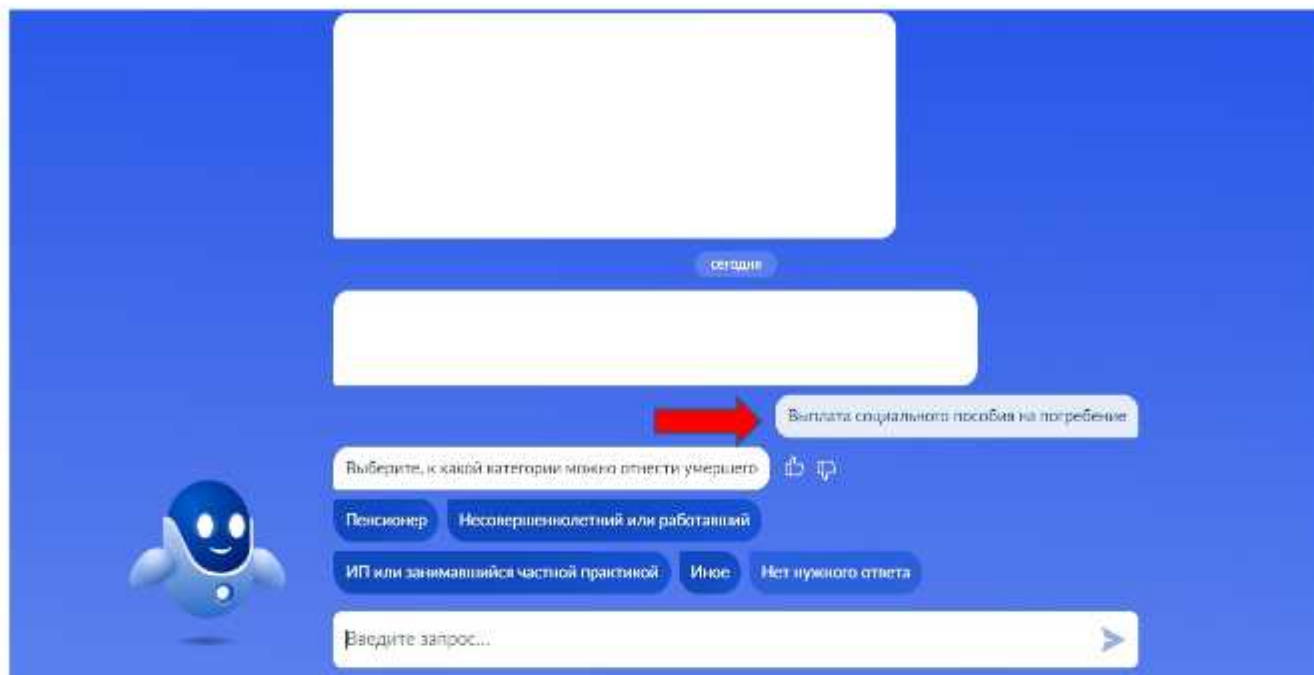 сегодня
Выплата социального пособия на погребение
Выберите, к какой категории можно отнести умершего
Пенсионер
Несовершеннолетний или работавший
ИП или занимавшийся частной практикой
Иное
Нет нужного ответа
Введите запрос...